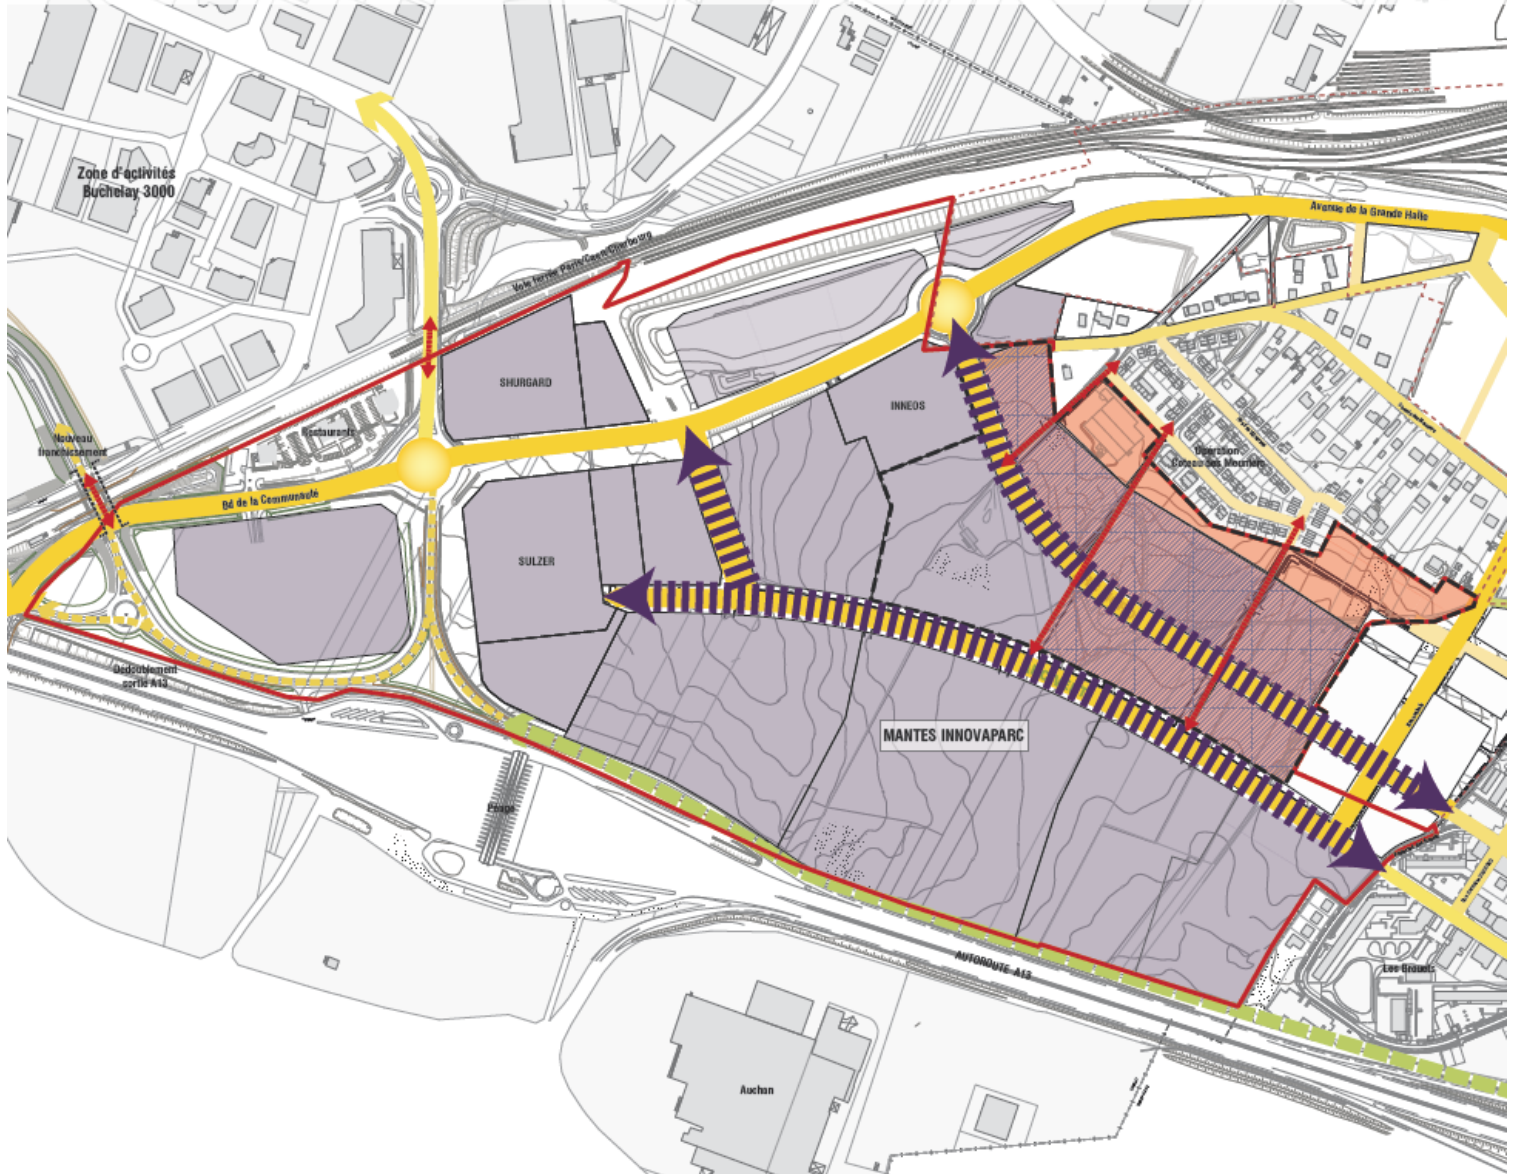 Zone d'activités
Buchelay 3000
Avenue de la Grande Halle
Voie ferrée Paris/Caen/Cherbourg
SHURGARD
INNEOS
Restaurants
Nouveau
franchissement
Opération
Coteau des Meuniers
Bd de la Communauté
SULZER
Dédoublement
sortie A13
MANTES INNOVAPARC
Péage
AUTOROUTE A13
Les Brouets
Auchan